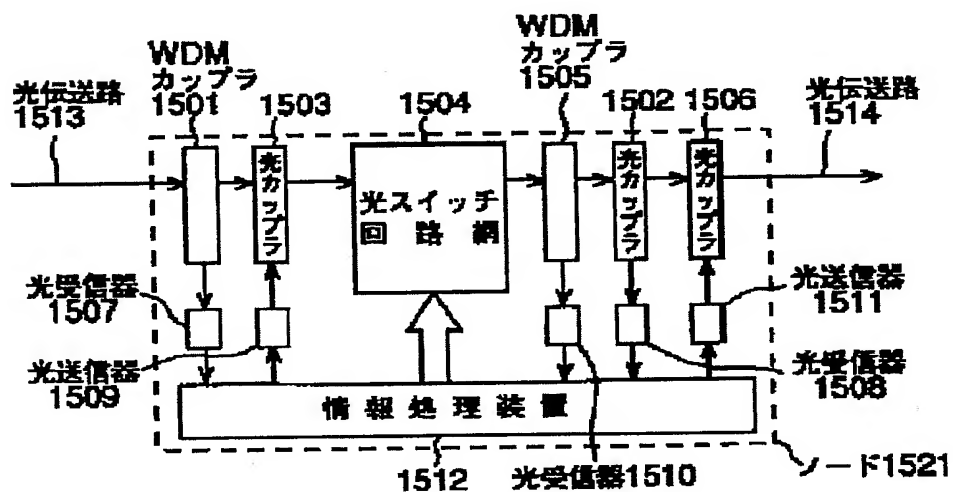 WDM
カップラ
1501
WDM
カップラ
1505
光伝送路
1513
1503
1504
1502
1506
光伝送路
1514
光カップラ
光スイッチ
回路網
光カップラ
光カップラ
光受信器
1507
光送信器
1511
光送信器
1509
光受信器
1508
情報処理装置
1512
光受信器1510
ノード1521